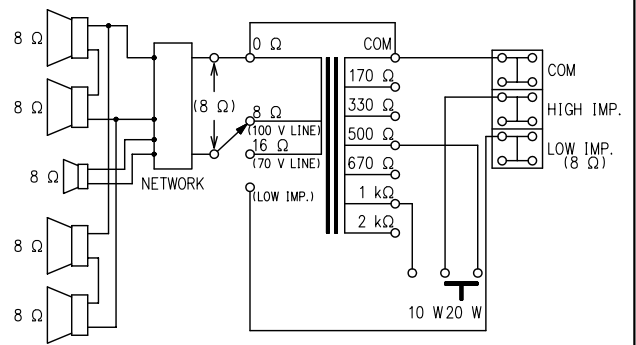 8 Ω
8 Ω
8 Ω
8 Ω
8 Ω
NETWORK
(8 Ω)
0 Ω
8 Ω
(100 V LINE)
16 Ω
(70 V LINE)
(LOW IMP.)
COM
170 Ω
330 Ω
500 Ω
670 Ω
1 kΩ
2 kΩ
10 W
20 W
COM
HIGH IMP.
LOW IMP.
(8 Ω)